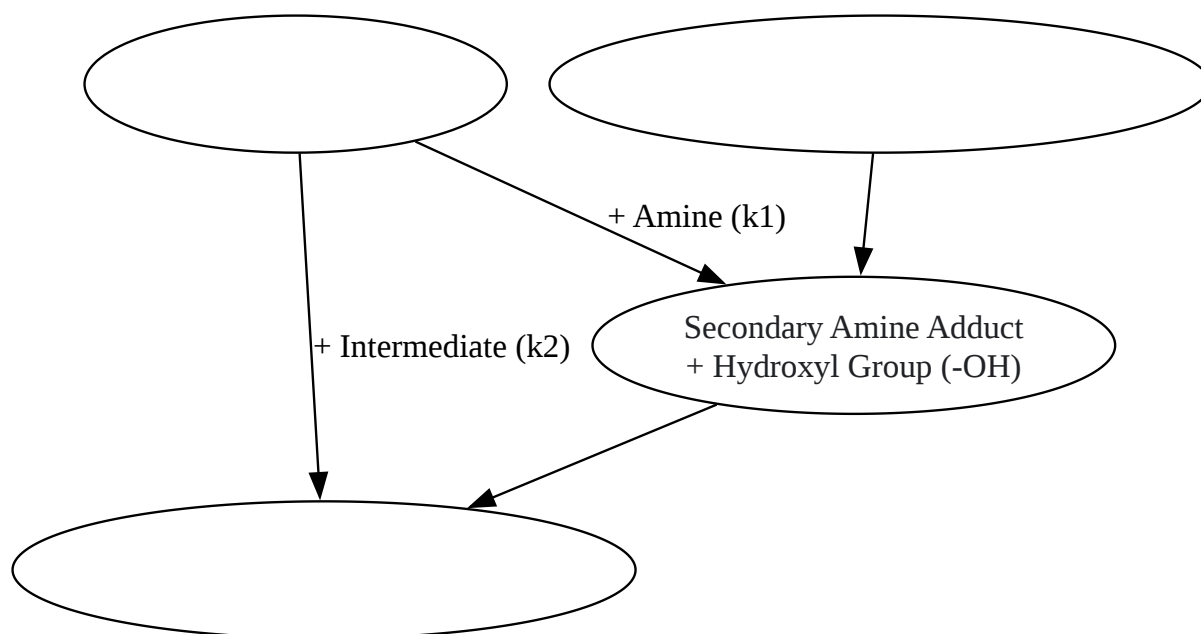 + Amine (k1)
Secondary Amine Adduct
+ Hydroxyl Group (-OH)
+ Intermediate (k2)